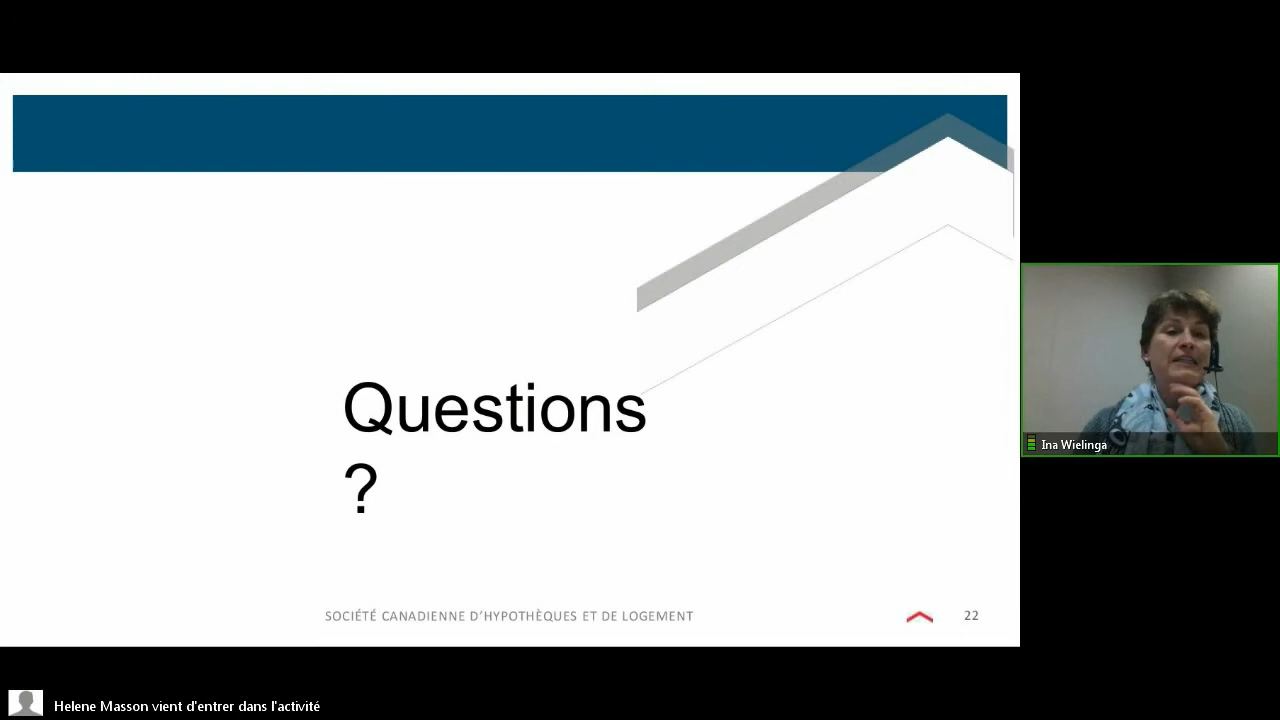 Questions
?
SOCIÉTÉ CANADIENNE D'HYPOTHÈQUES ET DE LOGEMENT
22
Ina Wielinga
Helene Masson vient d'entrer dans l'activité